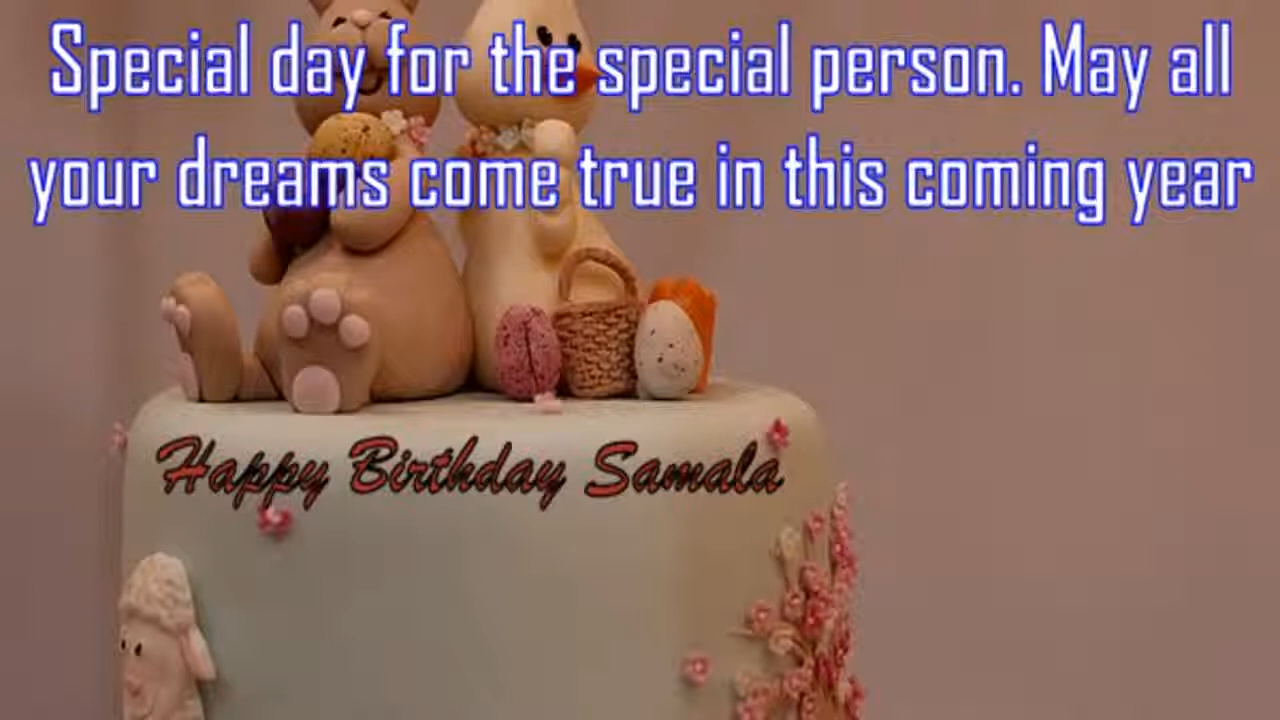 Special day for the special person. May all
your dreams come true in this coming year
Happy Birthday Samala